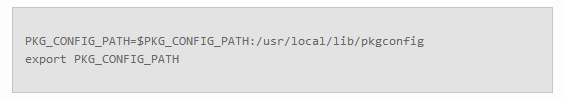 PKG_CONFIG_PATH=$PKG_CONFIG_PATH:/usr/local/lib/pkgconfig
export PKG_CONFIG_PATH